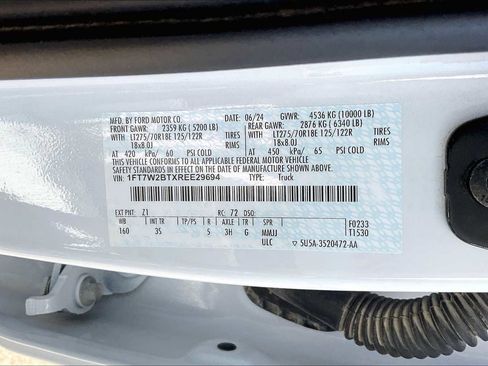 MFD. BY FORD MOTOR CO.
06/24 GVWR: 4536 KG (10000 LB)
FRONT GAWR: 2359 KG (5200 LB)
REAR GAWR: 2876 KG (6340 LB)
WITH LT275/70R18E 125/122R TIRES
WITH LT275/70R18E 125/122R TIRES
18x8.0J RIMS
18x8.0J RIMS
AT 420 kPa/ 60 PSI COLD
AT 450 kPa/ 65 PSI COLD
THIS VEHICLE CONFORMS TO ALL APPLICABLE FEDERAL MOTOR VEHICLE
SAFETY STANDARDS IN EFFECT ON THE DATE OF MANUFACTURE SHOWN ABOVE.
VIN: 1FT7W2BTXREE29694 TYPE: Truck
EXT PNT: Z1 RC: 72 DSO:
WB INT TR TP/PS R AXLE TR SPR F0233
160 3S 5 3H G MMJJ T1530
ULC 5U5A-3520472-AA